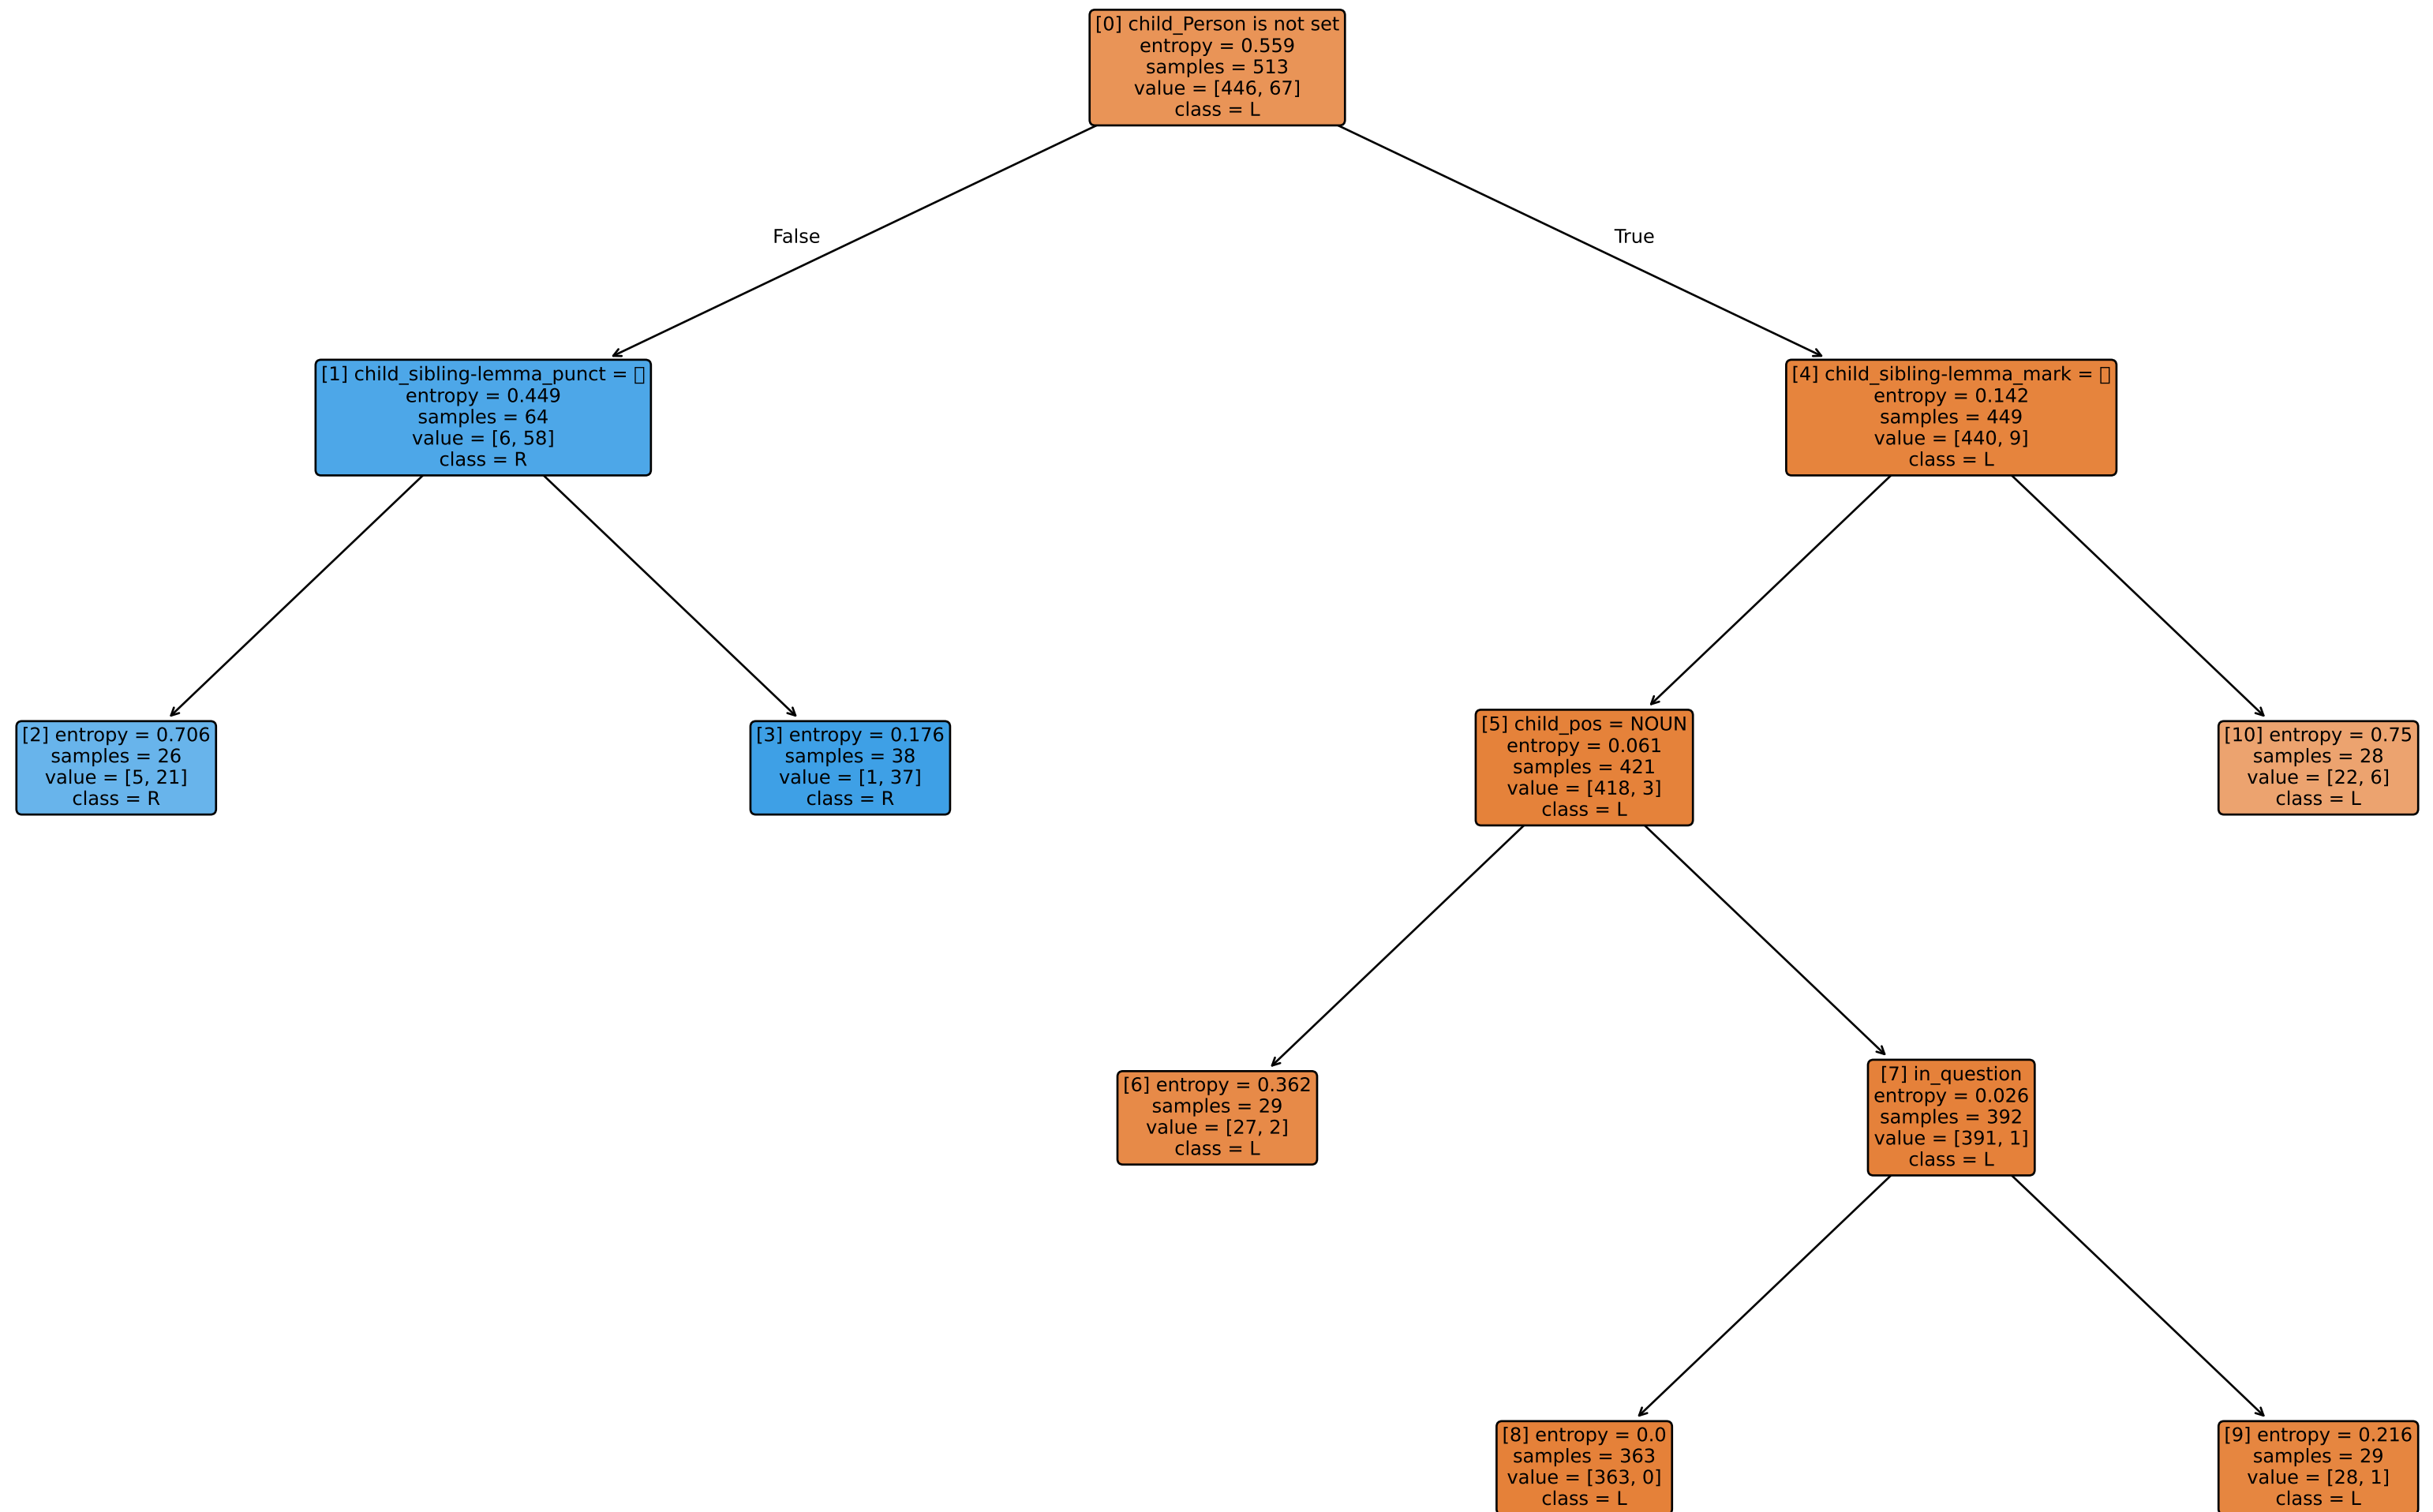 [0] child_Person is not set
entropy = 0.559
samples = 513
value = [446, 67]
class = L
False
True
[1] child_sibling-lemma_punct = 
entropy = 0.449
samples = 64
value = [6, 58]
class = R
[4] child_sibling-lemma_mark = 
entropy = 0.142
samples = 449
value = [440, 9]
class = L
[2] entropy = 0.706
samples = 26
value = [5, 21]
class = R
[3] entropy = 0.176
samples = 38
value = [1, 37]
class = R
[5] child_pos = NOUN
entropy = 0.061
samples = 421
value = [418, 3]
class = L
[10] entropy = 0.75
samples = 28
value = [22, 6]
class = L
[6] entropy = 0.362
samples = 29
value = [27, 2]
class = L
[7] in_question
entropy = 0.026
samples = 392
value = [391, 1]
class = L
[8] entropy = 0.0
samples = 363
value = [363, 0]
class = L
[9] entropy = 0.216
samples = 29
value = [28, 1]
class = L